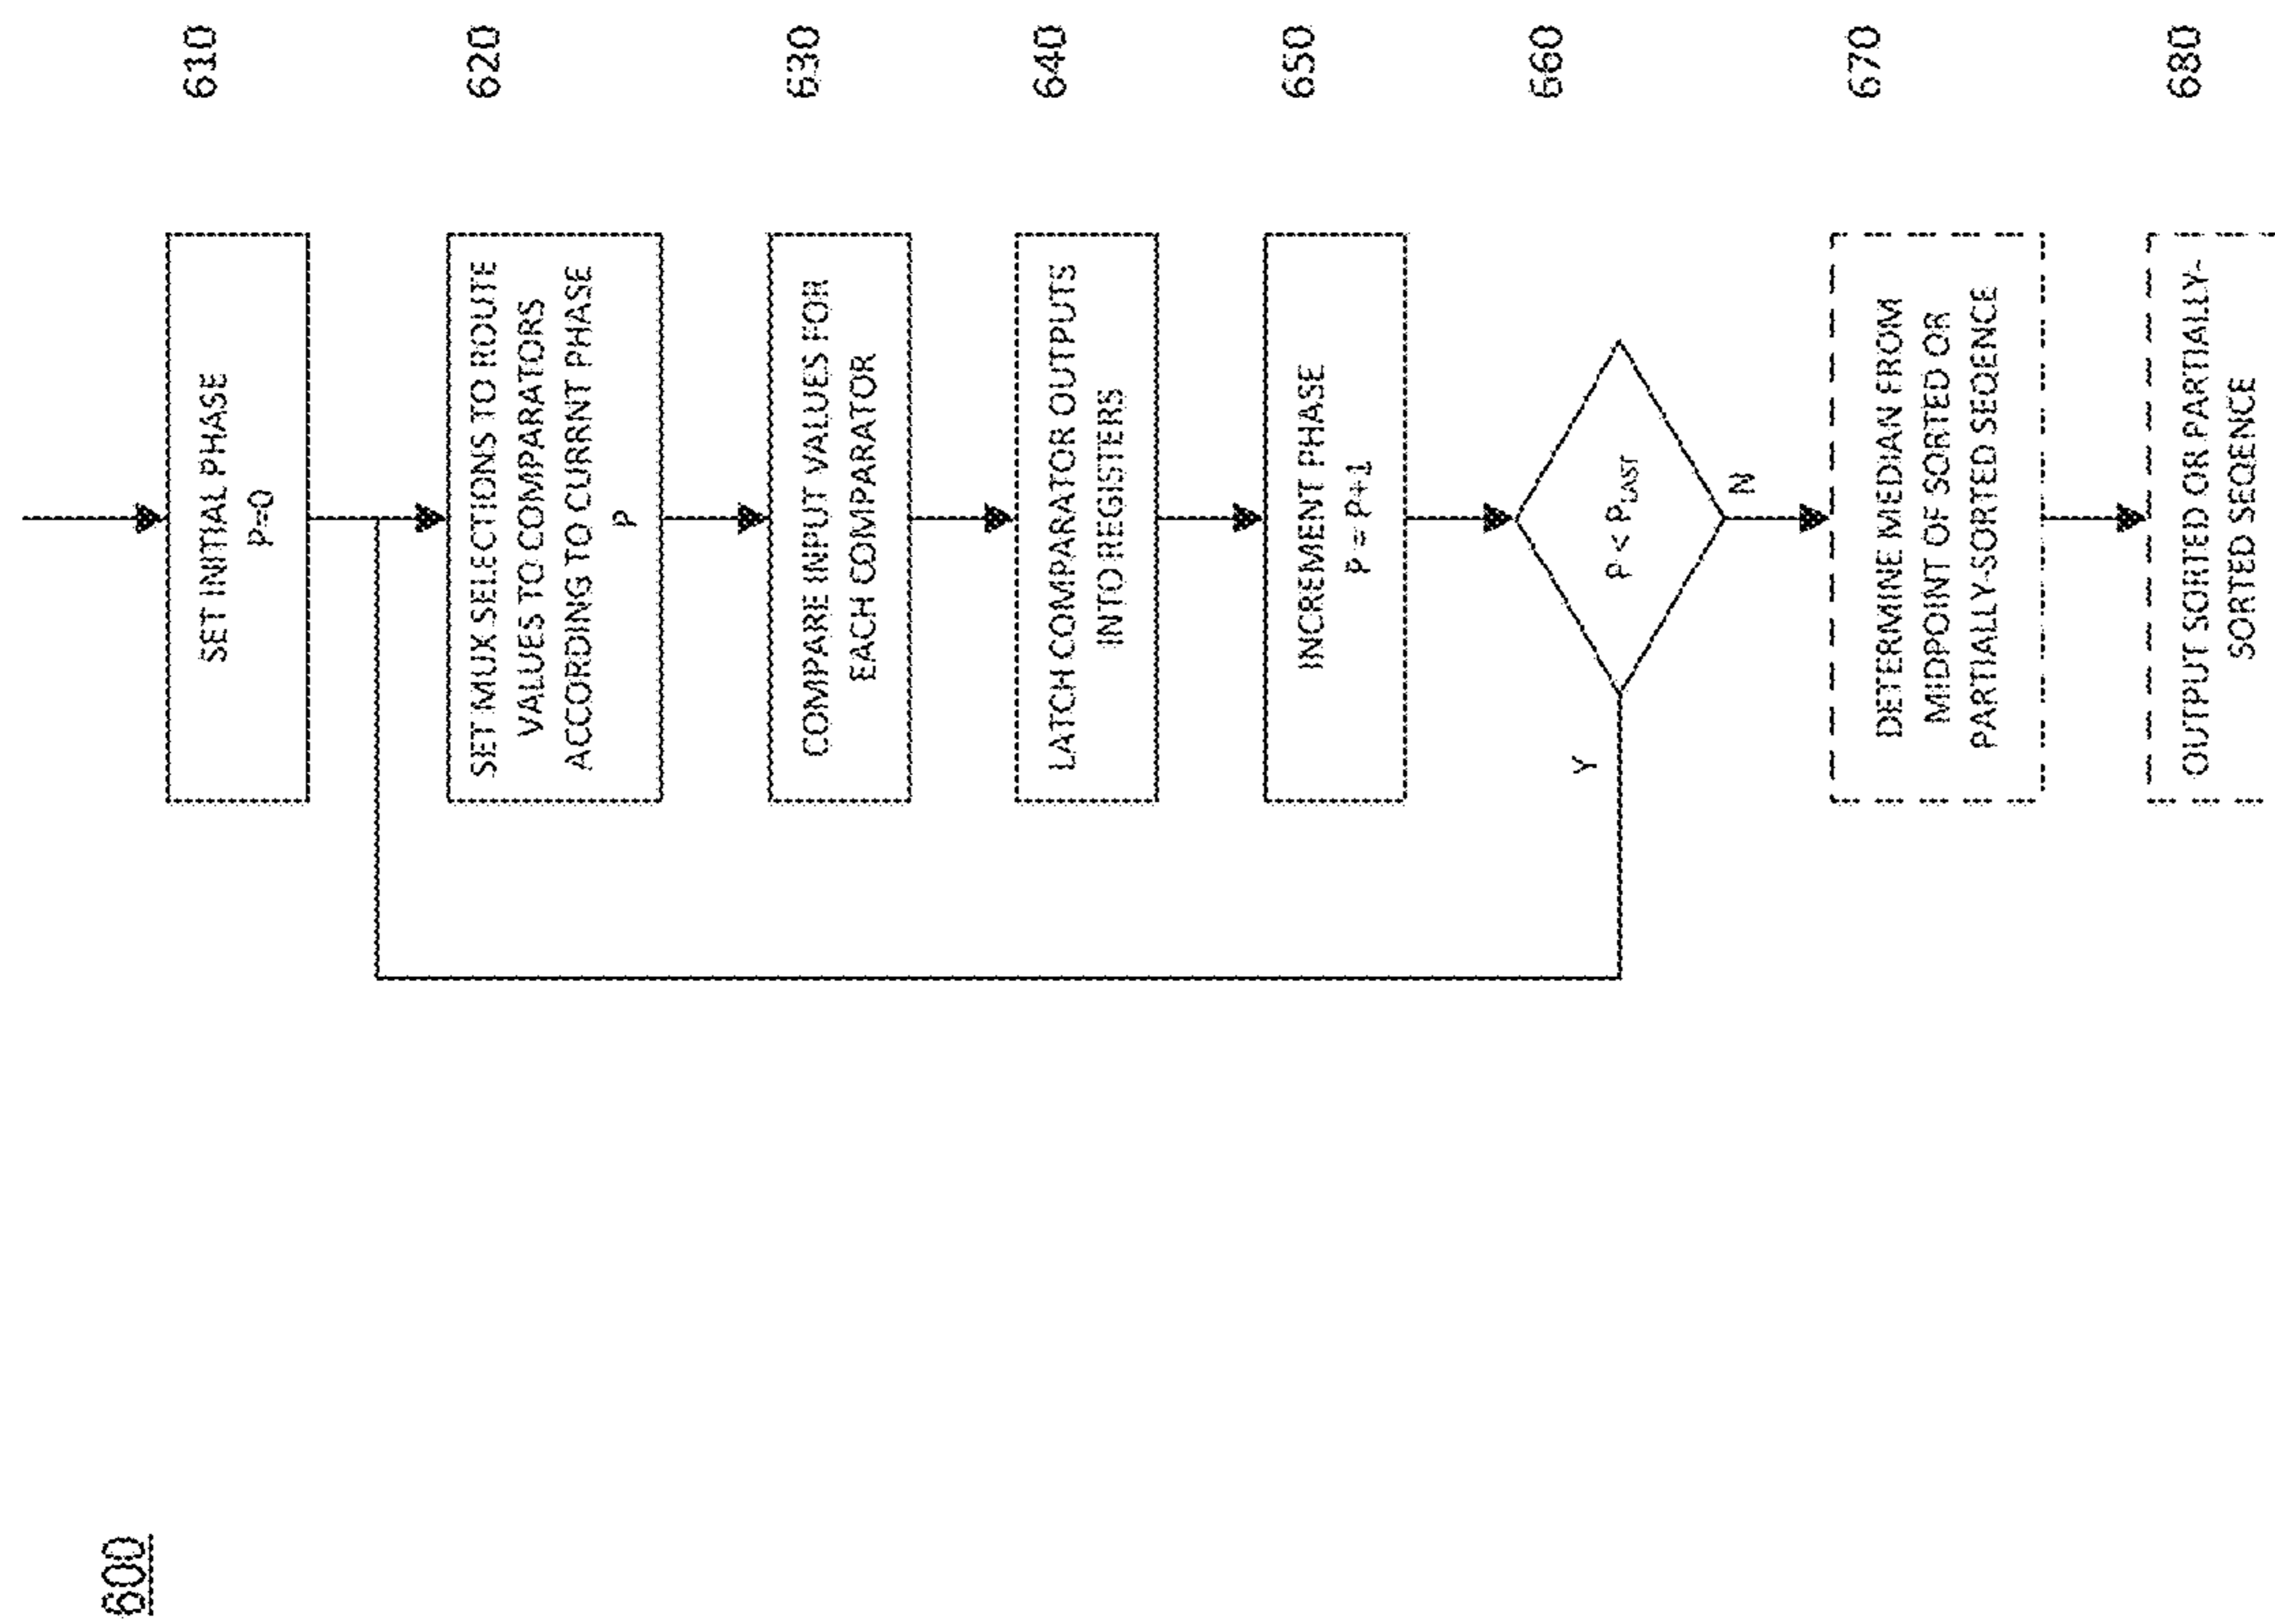 600
SET INITIAL PHASE
P=0
610
SET MUX SELECTIONS TO ROUTE
VALUES TO COMPARATORS
ACCORDING TO CURRNT PHASE
P
620
COMPARE INPUT VALUES FOR
EACH COMPARATOR
630
LATCH COMPARATOR OUTPUTS
INTO REGISTERS
640
INCREMENT PHASE
P = P+1
650
P < PLAST
Y
N
660
DETERMINE MEDIAN FROM
MIDPOINT OF SORTED OR
PARTIALLY-SORTED SEQENCE
670
OUTPUT SORTED OR PARTIALLY-
SORTED SEQENCE
680